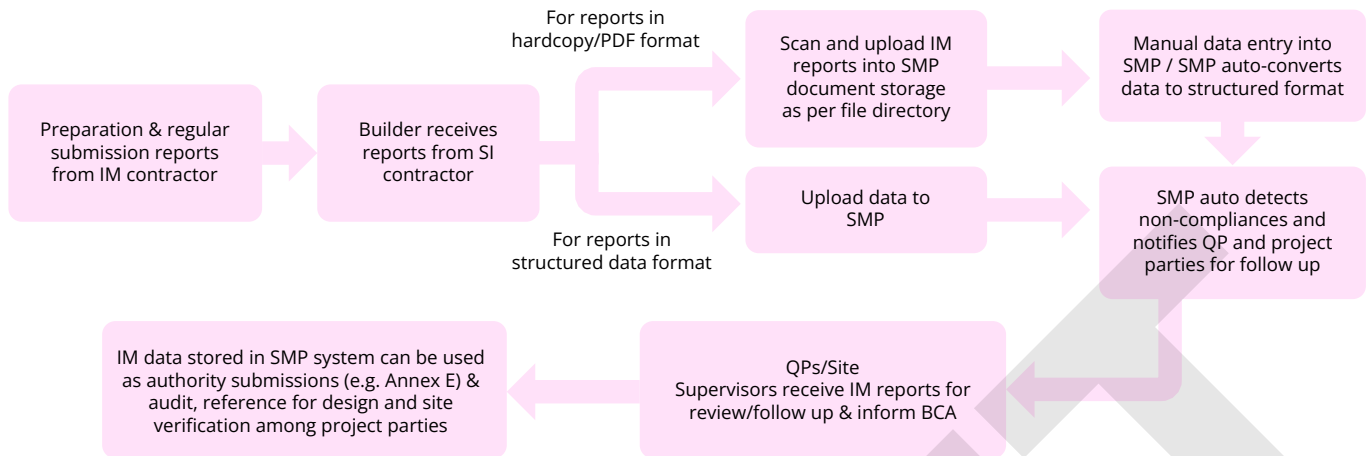 Preparation & regular
submission reports
from IM contractor
Builder receives
reports from SI
contractor
For reports in
hardcopy/PDF format
Scan and upload IM
reports into SMP
document storage
as per file directory
Manual data entry into
SMP / SMP auto-converts
data to structured format
For reports in
structured data format
Upload data to
SMP
SMP auto detects
non-compliances and
notifies QP and project
parties for follow up
QPs/Site
Supervisors receive IM reports for
review/follow up & inform BCA
IM data stored in SMP system can be used
as authority submissions (e.g. Annex E) &
audit, reference for design and site
verification among project parties